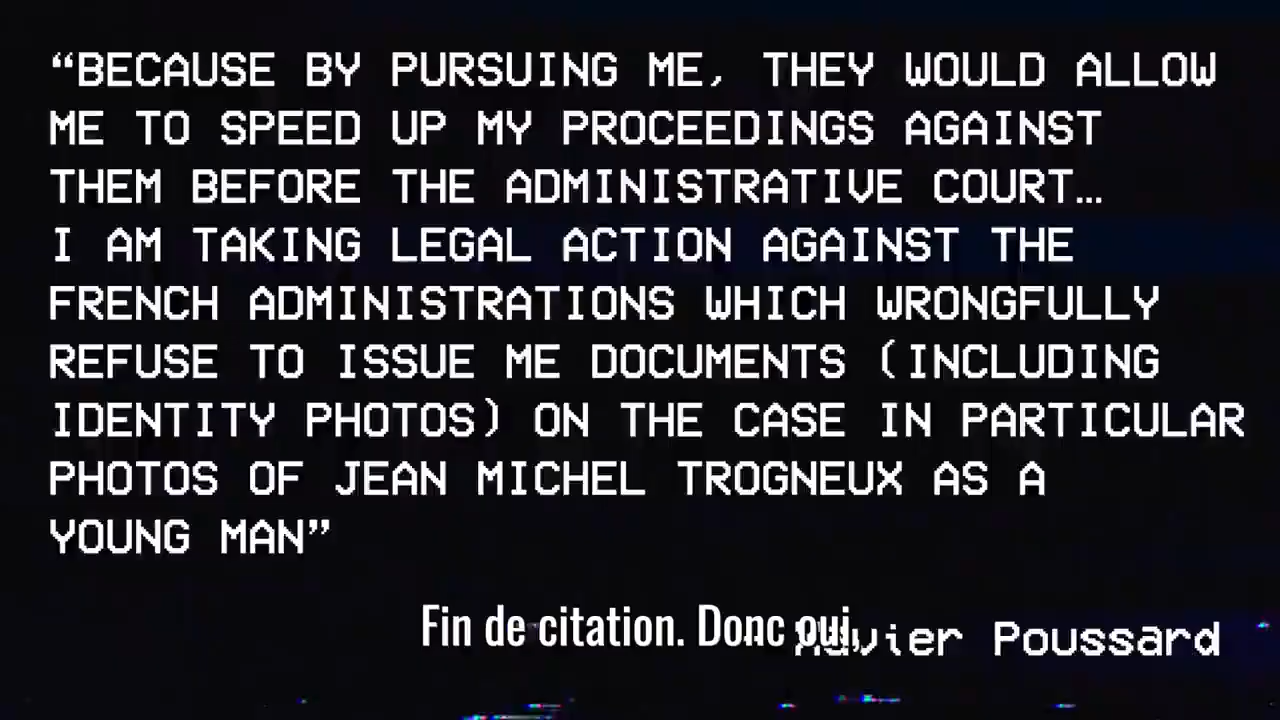 “BECAUSE BY PURSUING ME, THEY WOULD ALLOW
ME TO SPEED UP MY PROCEEDINGS AGAINST
THEM BEFORE THE ADMINISTRATIVE COURT…
I AM TAKING LEGAL ACTION AGAINST THE
FRENCH ADMINISTRATIONS WHICH WRONGFULLY
REFUSE TO ISSUE ME DOCUMENTS (INCLUDING
IDENTITY PHOTOS) ON THE CASE IN PARTICULAR
PHOTOS OF JEAN MICHEL TROGNEUX AS A
YOUNG MAN”
Fin de citation. Donc oui,
- Xavier Poussard